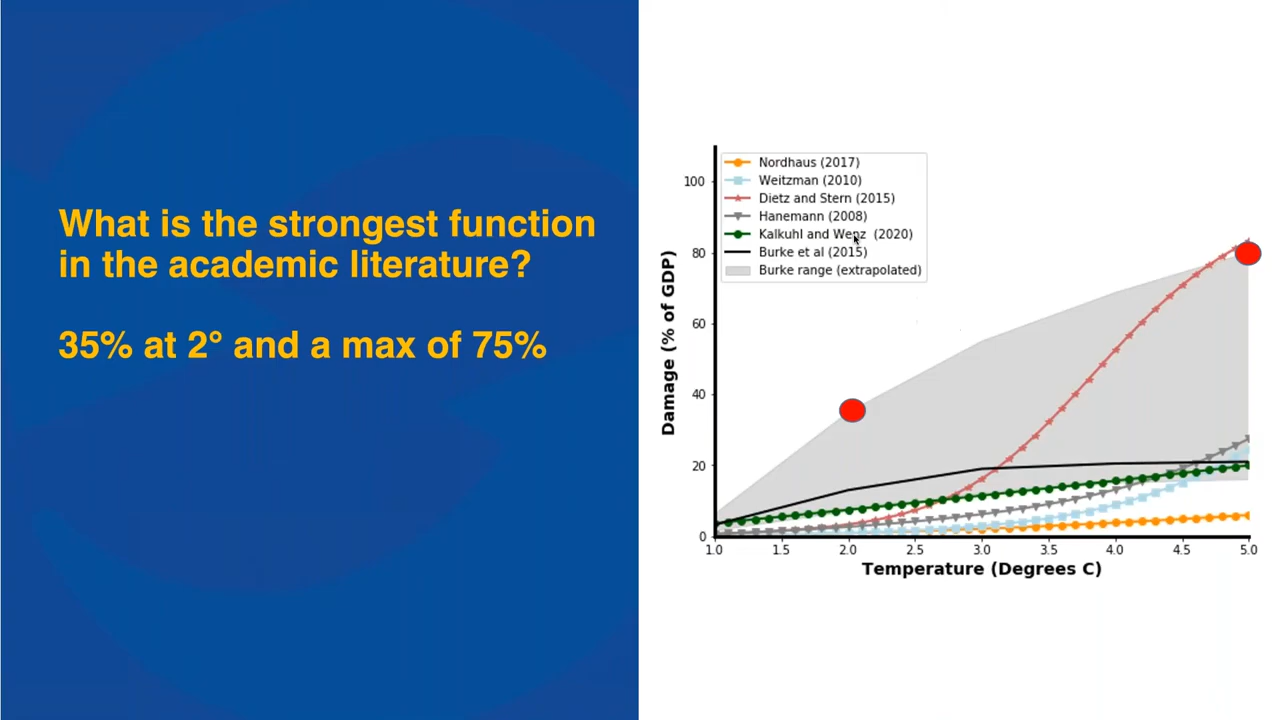 What is the strongest function
in the academic literature?
35% at 2° and a max of 75%
Nordhaus (2017)
Weitzman (2010)
Dietz and Stern (2015)
Hanemann (2008)
Kalkuhl and Wenz (2020)
Burke et al (2015)
Burke range (extrapolated)
Damage (% of GDP)
100
80
60
40
20
0
1.0 1.5 2.0 2.5 3.0 3.5 4.0 4.5 5.0
Temperature (Degrees C)